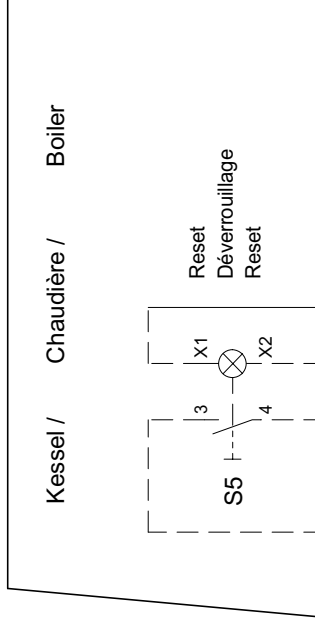 Kessel / Chaudière / Boiler
Reset
Déverrouillage
Reset
S5
3
4
X1
X2